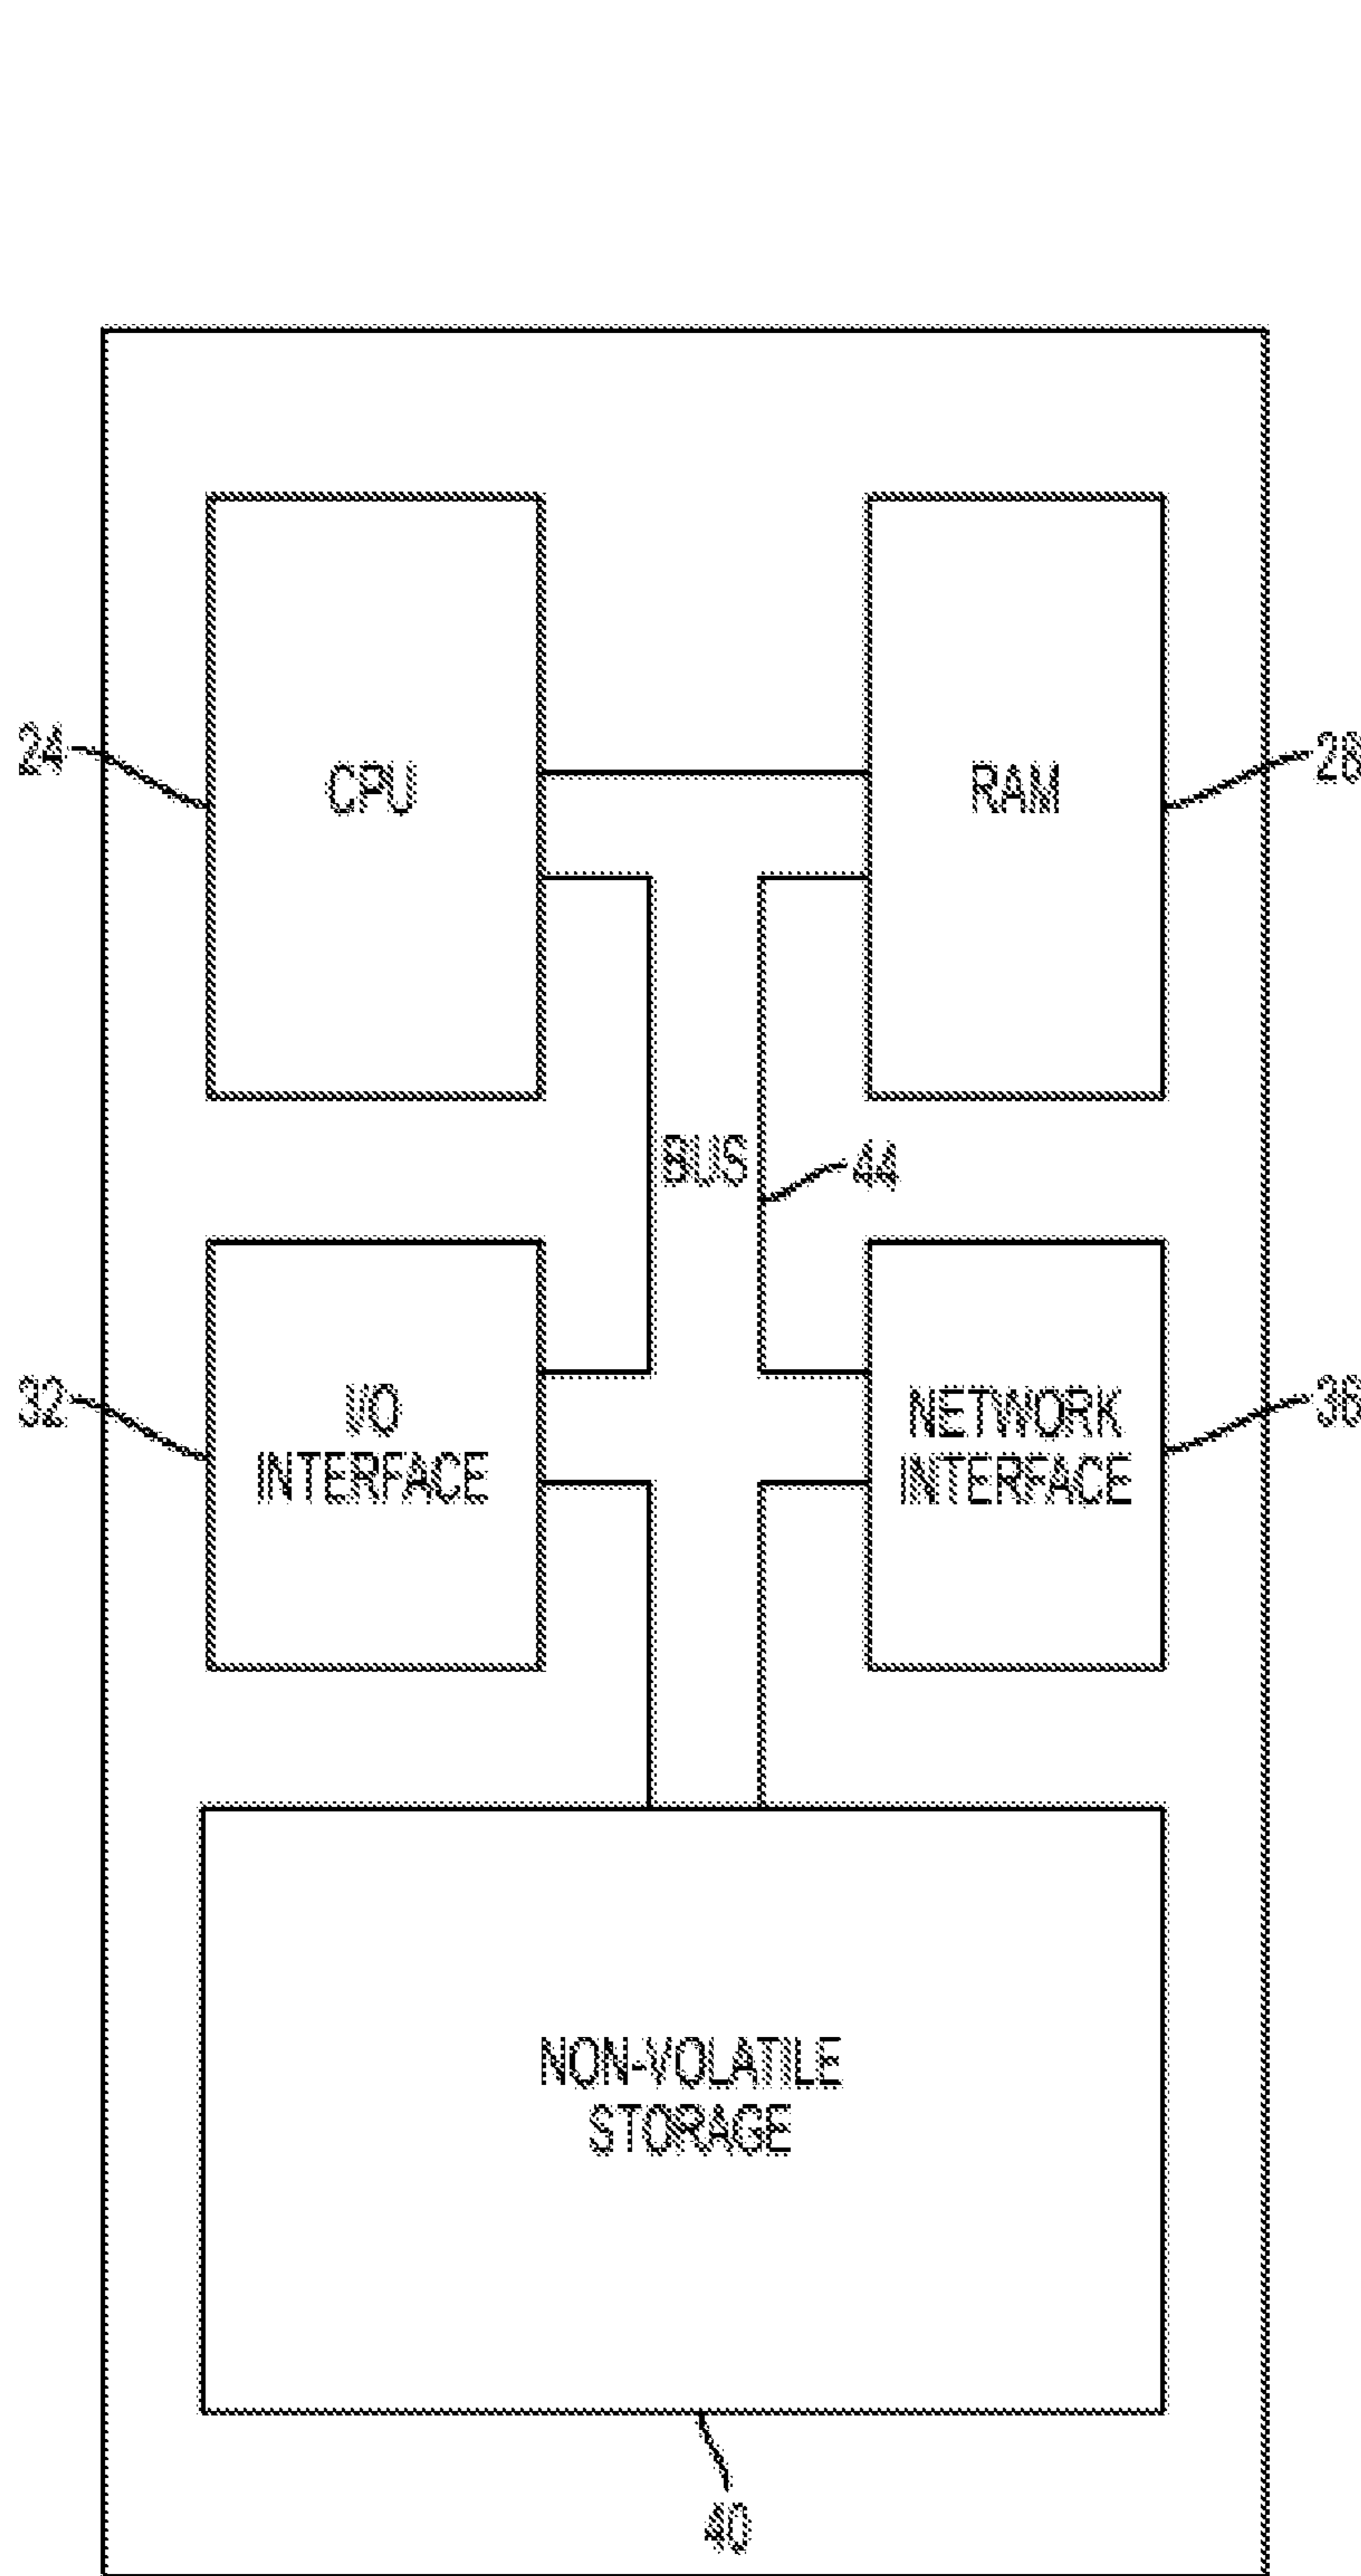 24
CPU
RAM
28
BUS
44
32
I/O
INTERFACE
NETWORK
INTERFACE
36
NON-VOLATILE
STORAGE
40